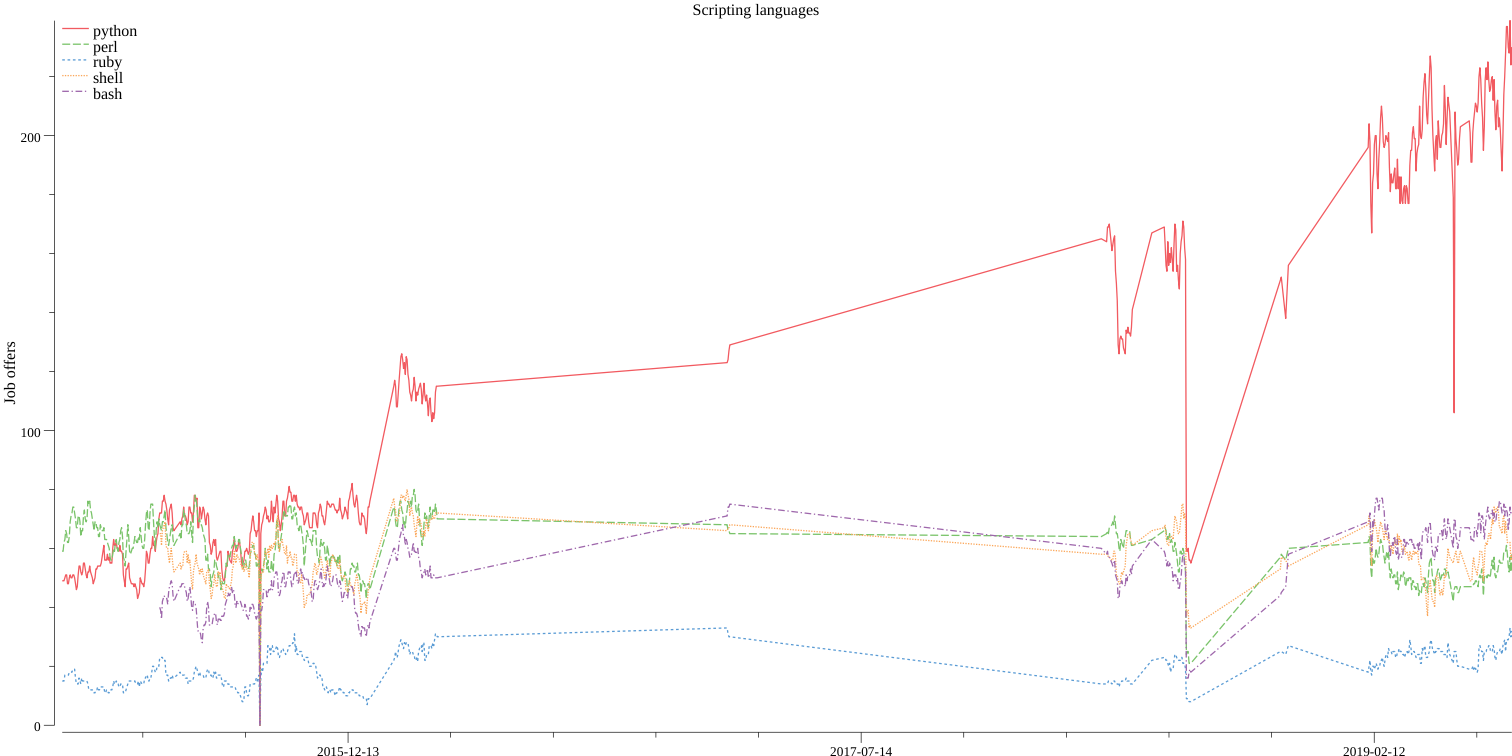 Scripting languages
python
perl
ruby
shell
bash
200
100
0
Job offers
2015-12-13
2017-07-14
2019-02-12